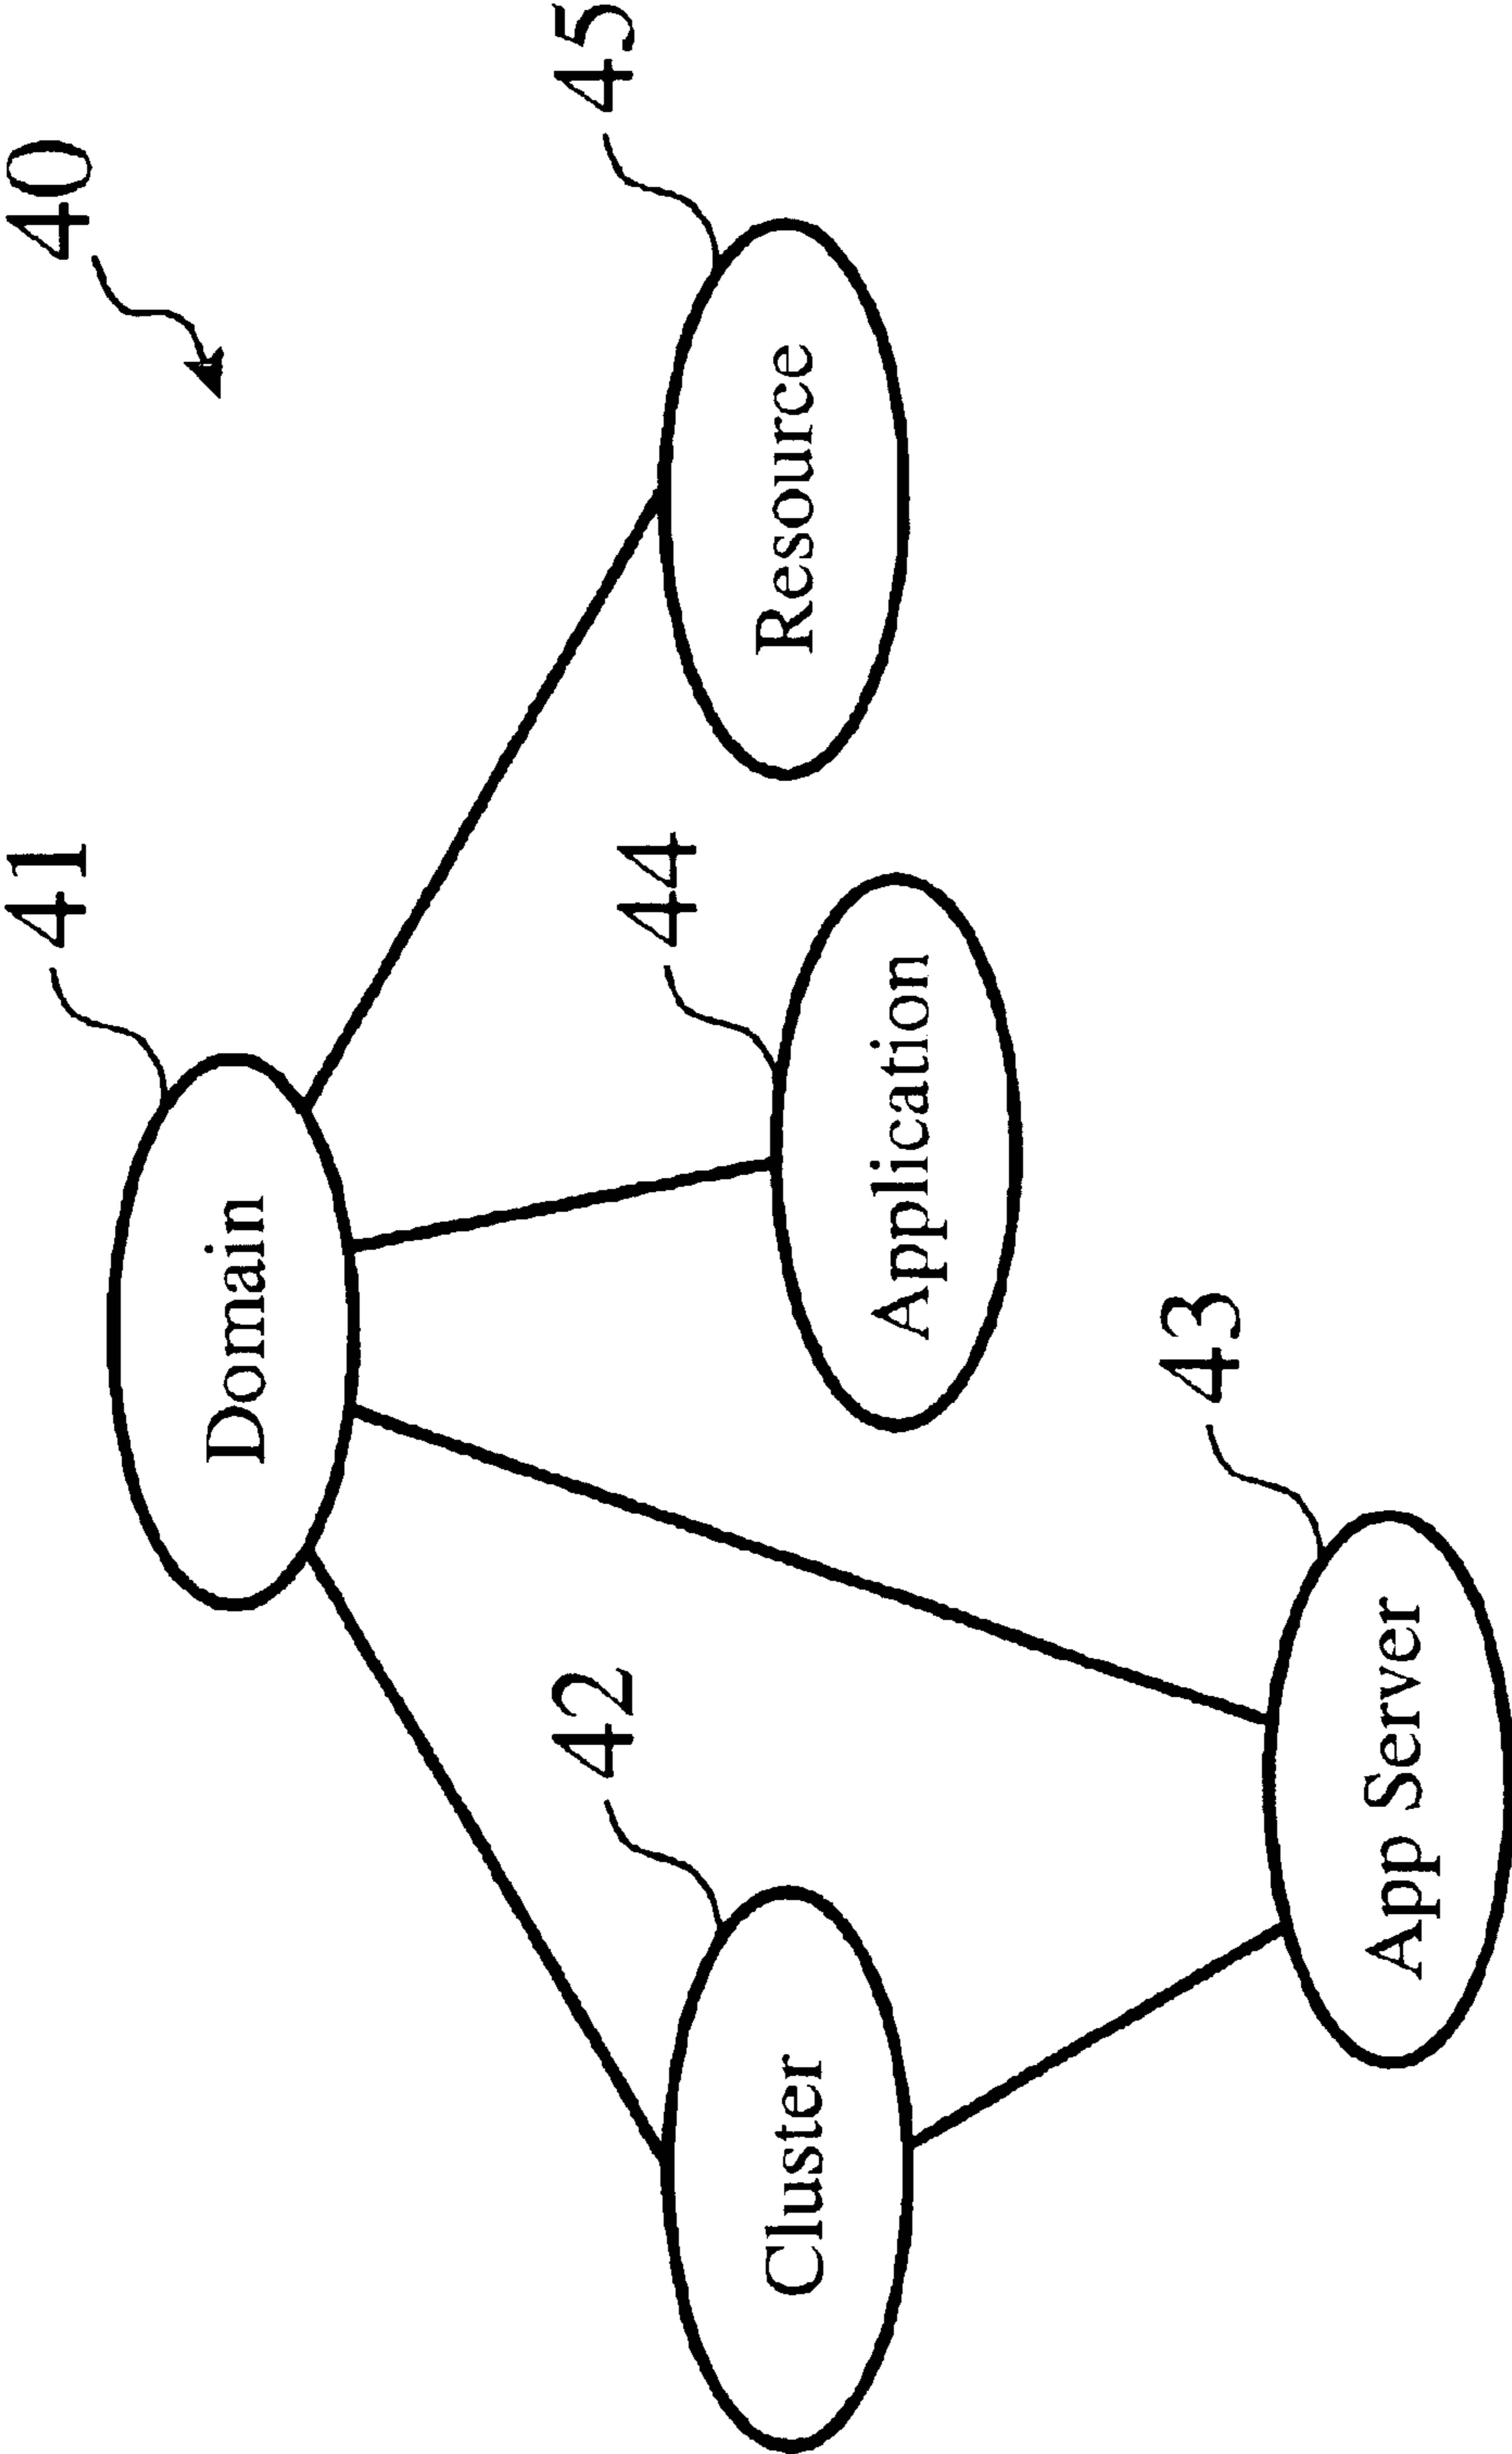 40
41
Domain
42
Cluster
44
Application
45
Resource
43
App Server